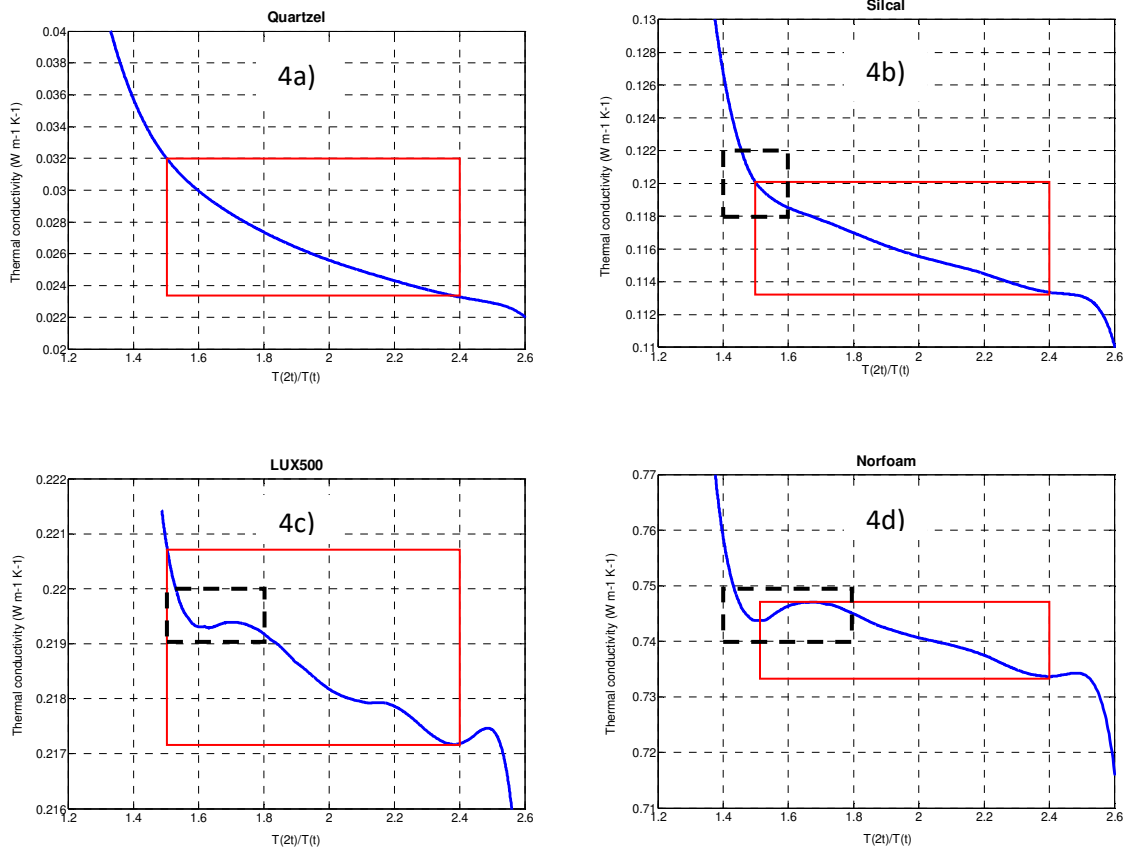 Quartzel
4a)
Thermal conductivity (W m-1 K-1)
0.04
0.038
0.036
0.034
0.032
0.03
0.028
0.026
0.024
0.022
0.02
1.2 1.4 1.6 1.8 2 2.2 2.4 2.6
T(2t)/T(t)
Silcal
4b)
Thermal conductivity (W m-1 K-1)
0.13
0.128
0.126
0.124
0.122
0.12
0.118
0.116
0.114
0.112
0.11
1.2 1.4 1.6 1.8 2 2.2 2.4 2.6
T(2t)/T(t)
LUX500
4c)
Thermal conductivity (W m-1 K-1)
0.222
0.221
0.22
0.219
0.218
0.217
0.216
1.2 1.4 1.6 1.8 2 2.2 2.4 2.6
T(2t)/T(t)
Norfoam
4d)
Thermal conductivity (W m-1 K-1)
0.77
0.76
0.75
0.74
0.73
0.72
0.71
1.2 1.4 1.6 1.8 2 2.2 2.4 2.6
T(2t)/T(t)